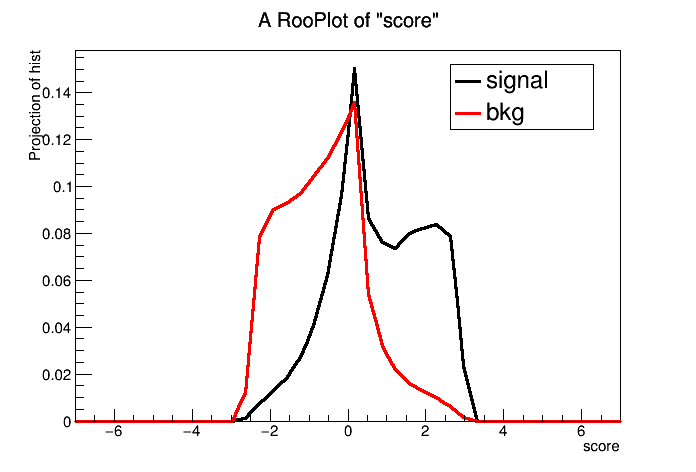 A RooPlot of "score"
Projection of hist
signal
bkg
0.14
0.12
0.1
0.08
0.06
0.04
0.02
0
−6 −4 −2 0 2 4 6
score